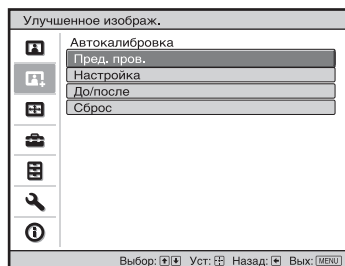 Улучшенное изображ.
Автокалибровка
Пред. пров.
Настройка
До/после
Сброс
Выбор: Уст: Назад: Вых: MENU